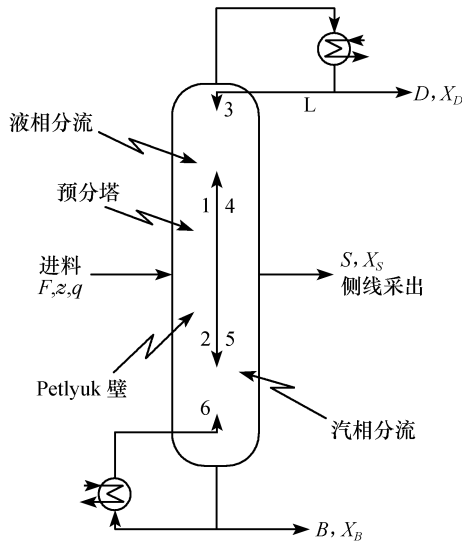 3
L
D, X_D
液相分流
预分塔
1 4
进料
F,z,q
S, X_S
侧线采出
2 5
Petlyuk 壁
6
汽相分流
B, X_B